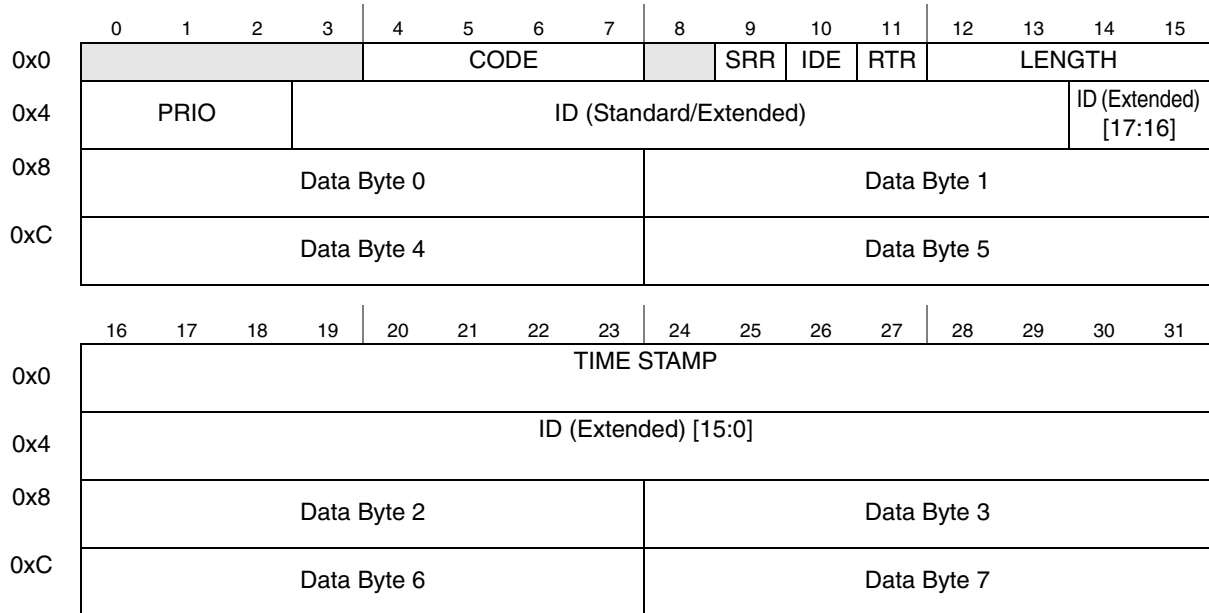 0 1 2 3 4 5 6 7 8 9 10 11 12 13 14 15
0x0 CODE SRR IDE RTR LENGTH
0x4 PRIO ID (Standard/Extended) ID (Extended)
[17:16]
0x8 Data Byte 0 Data Byte 1
0xC Data Byte 4 Data Byte 5
16 17 18 19 20 21 22 23 24 25 26 27 28 29 30 31
0x0 TIME STAMP
0x4 ID (Extended) [15:0]
0x8 Data Byte 2 Data Byte 3
0xC Data Byte 6 Data Byte 7